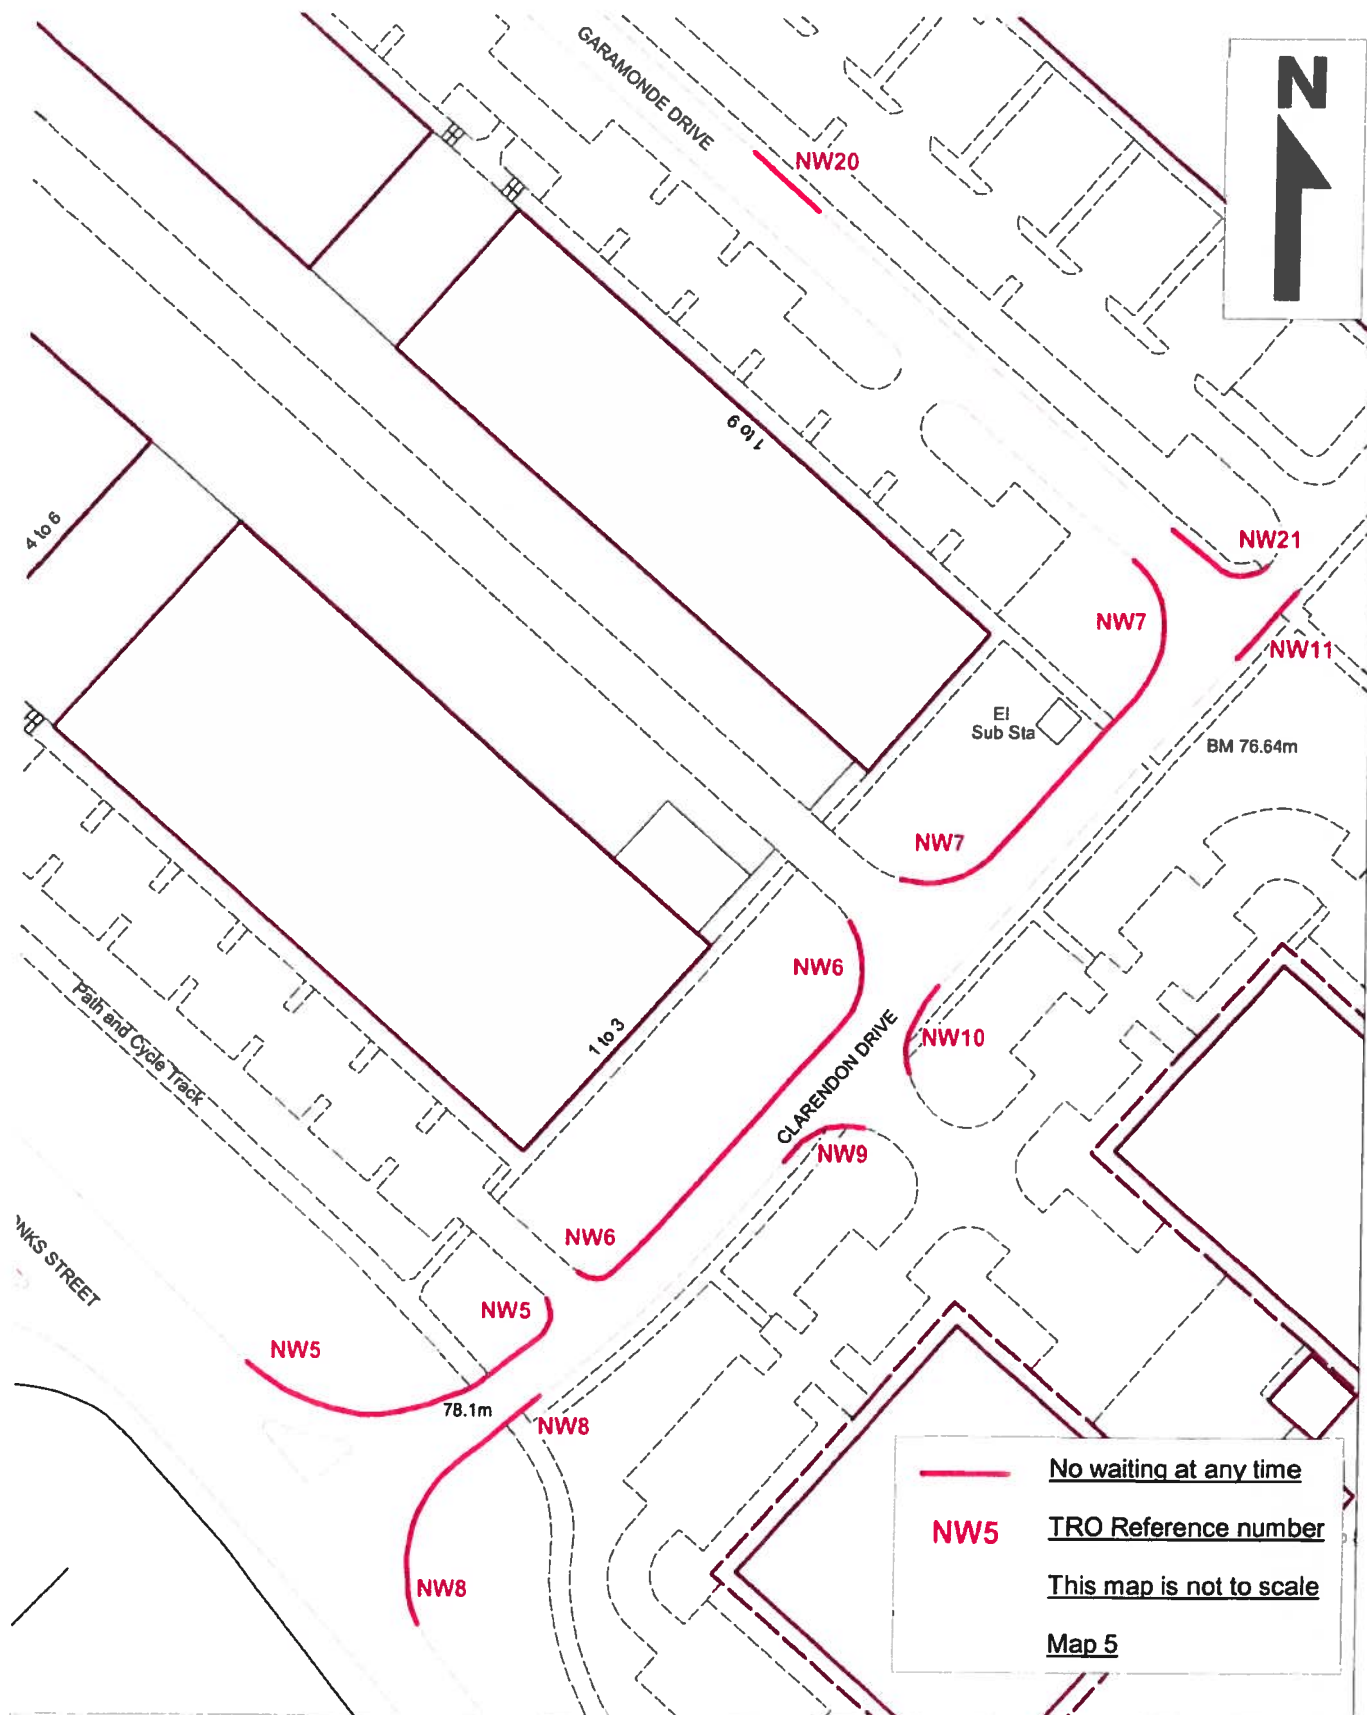 GARAMONDE DRIVE
N
NW20
1 to 9
4 to 6
NW21
NW7
NW11
El
Sub Sta
BM 76.64m
NW7
NW6
Path and Cycle Track
1 to 3
CLARENDON DRIVE
NW10
NW9
NW6
STREET
NW5
NW5
78.1m
NW8
No waiting at any time
NW5
TRO Reference number
NW8
This map is not to scale
Map 5